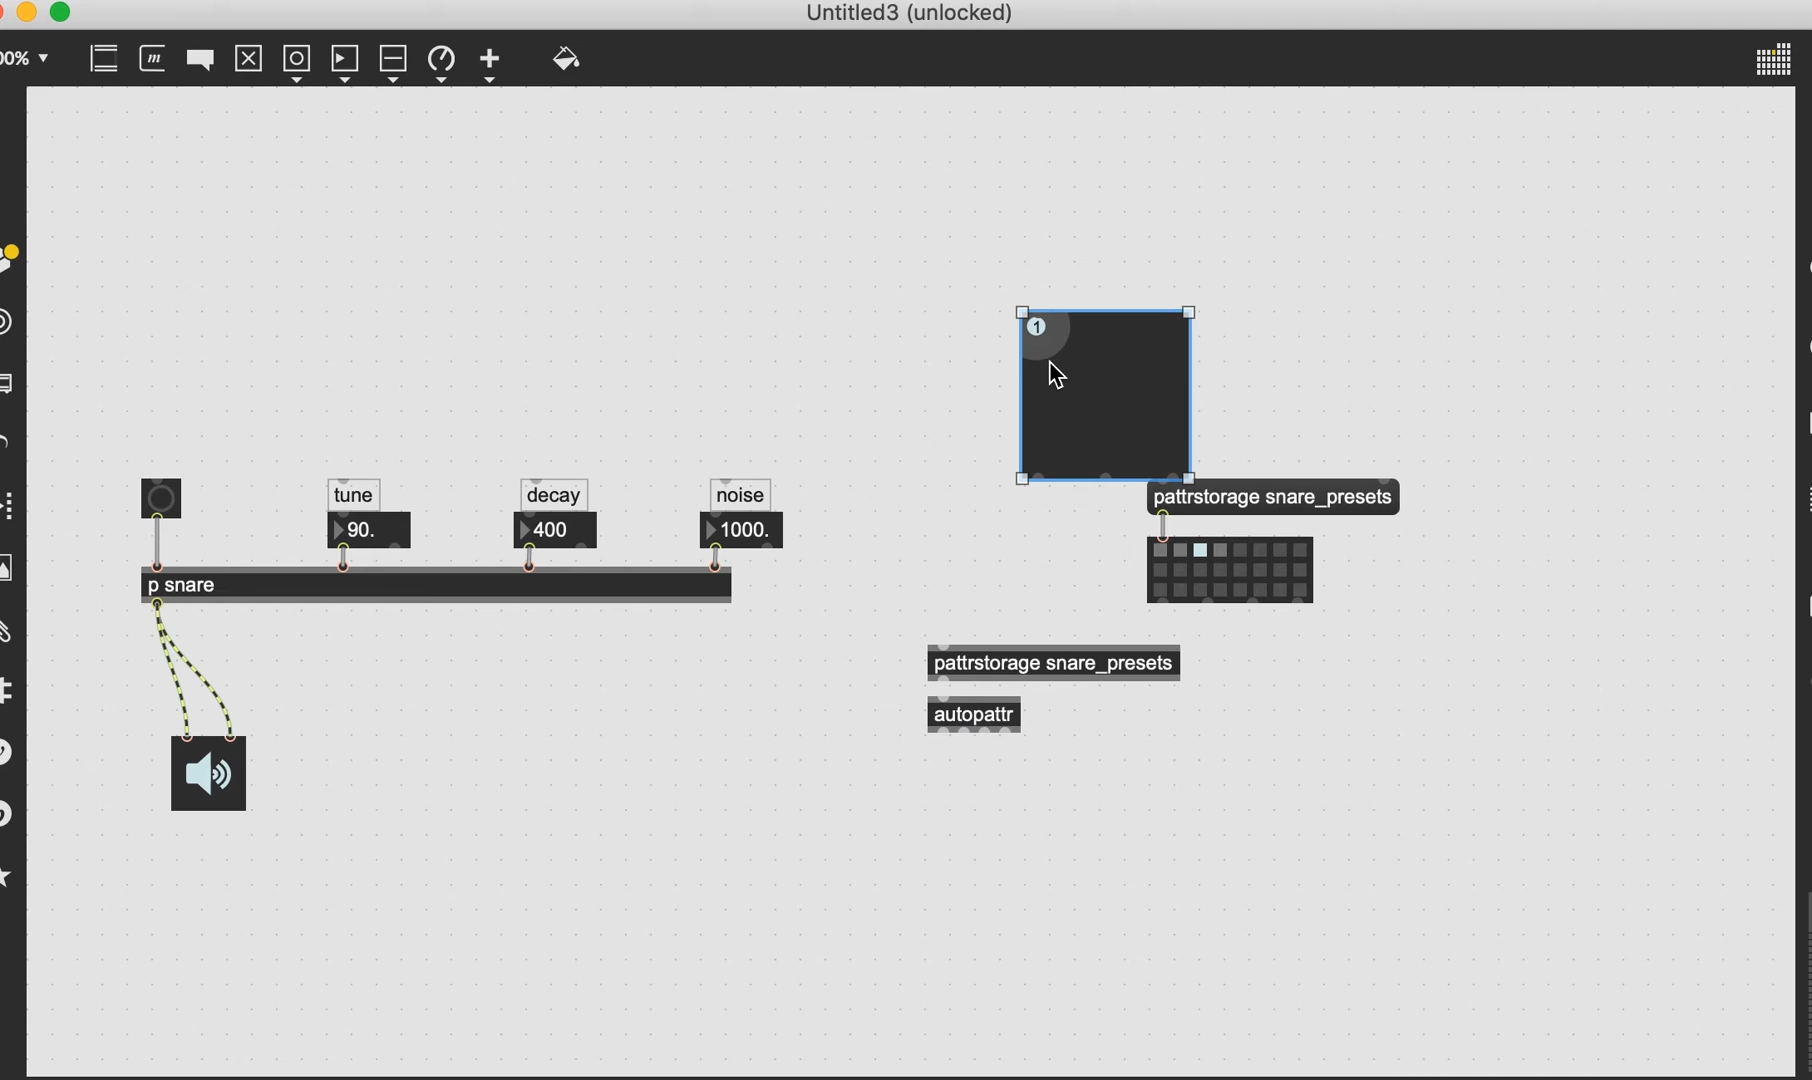 Untitled3 (unlocked)
00%
m
1
tune
decay
noise
pattrstorage snare_presets
90.
400
1000.
p snare
pattrstorage snare_presets
autopattr